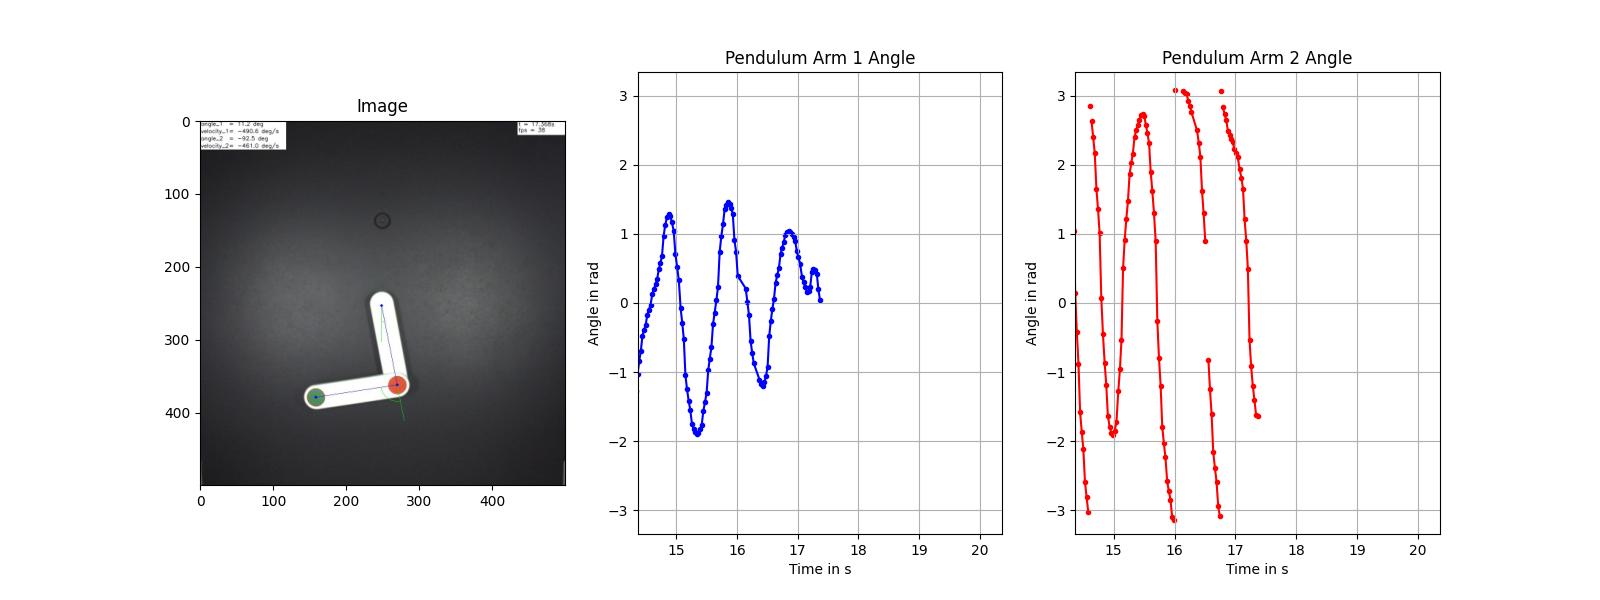 Image
angle_1 = 11.2 deg
velocity_1= -490.6 deg/s
angle_2 = -92.5 deg
velocity_2= -461.0 deg/s
t = 17.368s
fps = 38
0
100
200
300
400
0 100 200 300 400
Pendulum Arm 1 Angle
Angle in rad
3
2
1
0
−1
−2
−3
15 16 17 18 19 20
Time in s
Pendulum Arm 2 Angle
Angle in rad
3
2
1
0
−1
−2
−3
15 16 17 18 19 20
Time in s